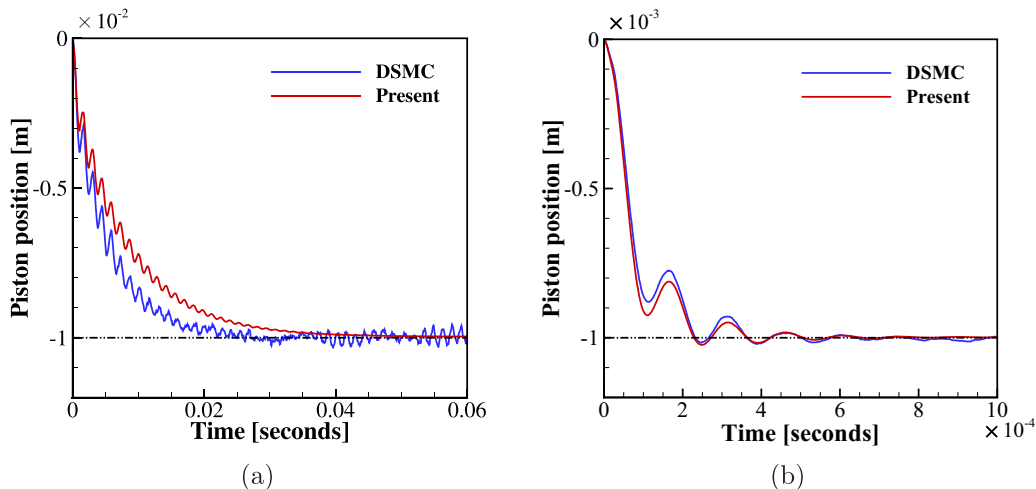 × 10⁻²
0
-0.5
-1
Piston position [m]
DSMC
Present
0
0.02
0.04
0.06
Time [seconds]
(a)
× 10⁻³
0
-0.5
-1
Piston position [m]
DSMC
Present
0
2
4
6
8
10
Time [seconds]
× 10⁻⁴
(b)